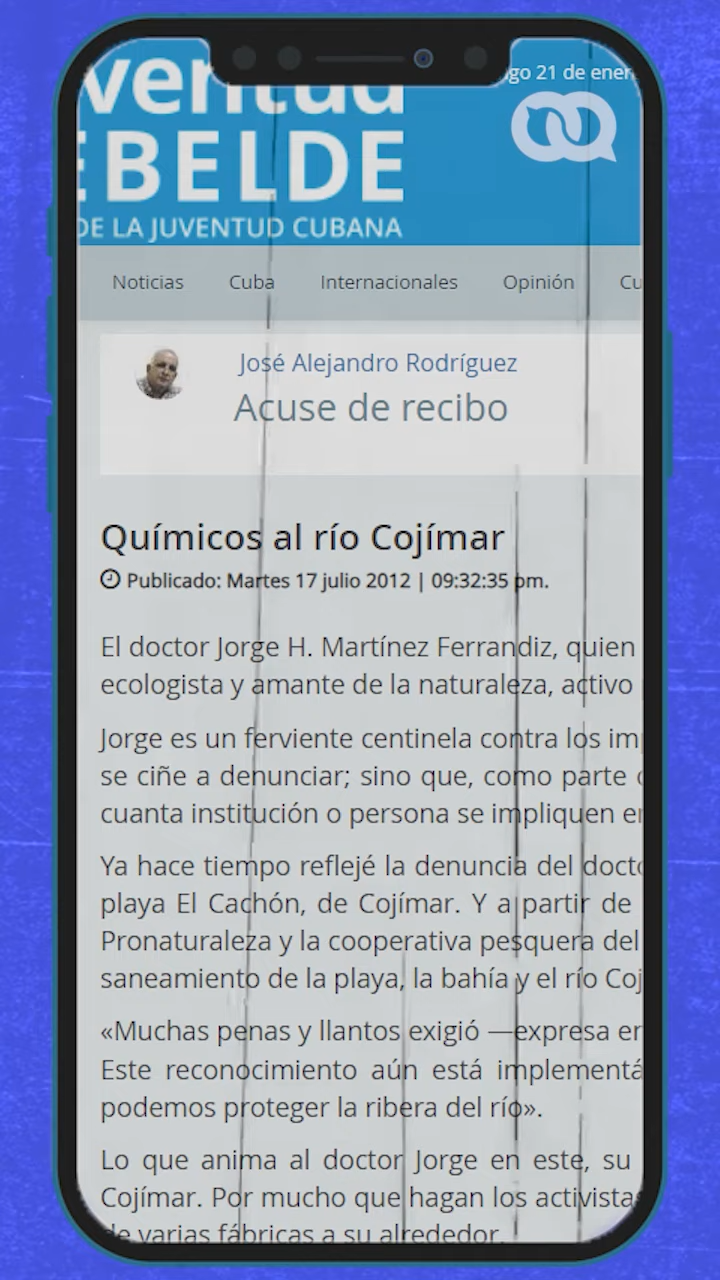 ventud
EBELDE
DE LA JUVENTUD CUBANA
21 de ener
Noticias Cuba Internacionales Opinión Cu
José Alejandro Rodríguez
Acuse de recibo
Químicos al río Cojímar
Publicado: Martes 17 julio 2012 | 09:32:35 pm.
El doctor Jorge H. Martínez Ferrandiz, quien
ecologista y amante de la naturaleza, activo
Jorge es un ferviente centinela contra los im
se ciñe a denunciar; sino que, como parte
cuanta institución o persona se impliquen en
Ya hace tiempo reflejé la denuncia del docto
playa El Cachón, de Cojímar. Y a partir de
Pronaturaleza y la cooperativa pesquera del
saneamiento de la playa, la bahía y el río Coj
«Muchas penas y llantos exigió —expresa en
Este reconocimiento aún está implementá
podemos proteger la ribera del río».
Lo que anima al doctor Jorge en este, su
Cojímar. Por mucho que hagan los activistas
de varias fábricas a su alrededor.